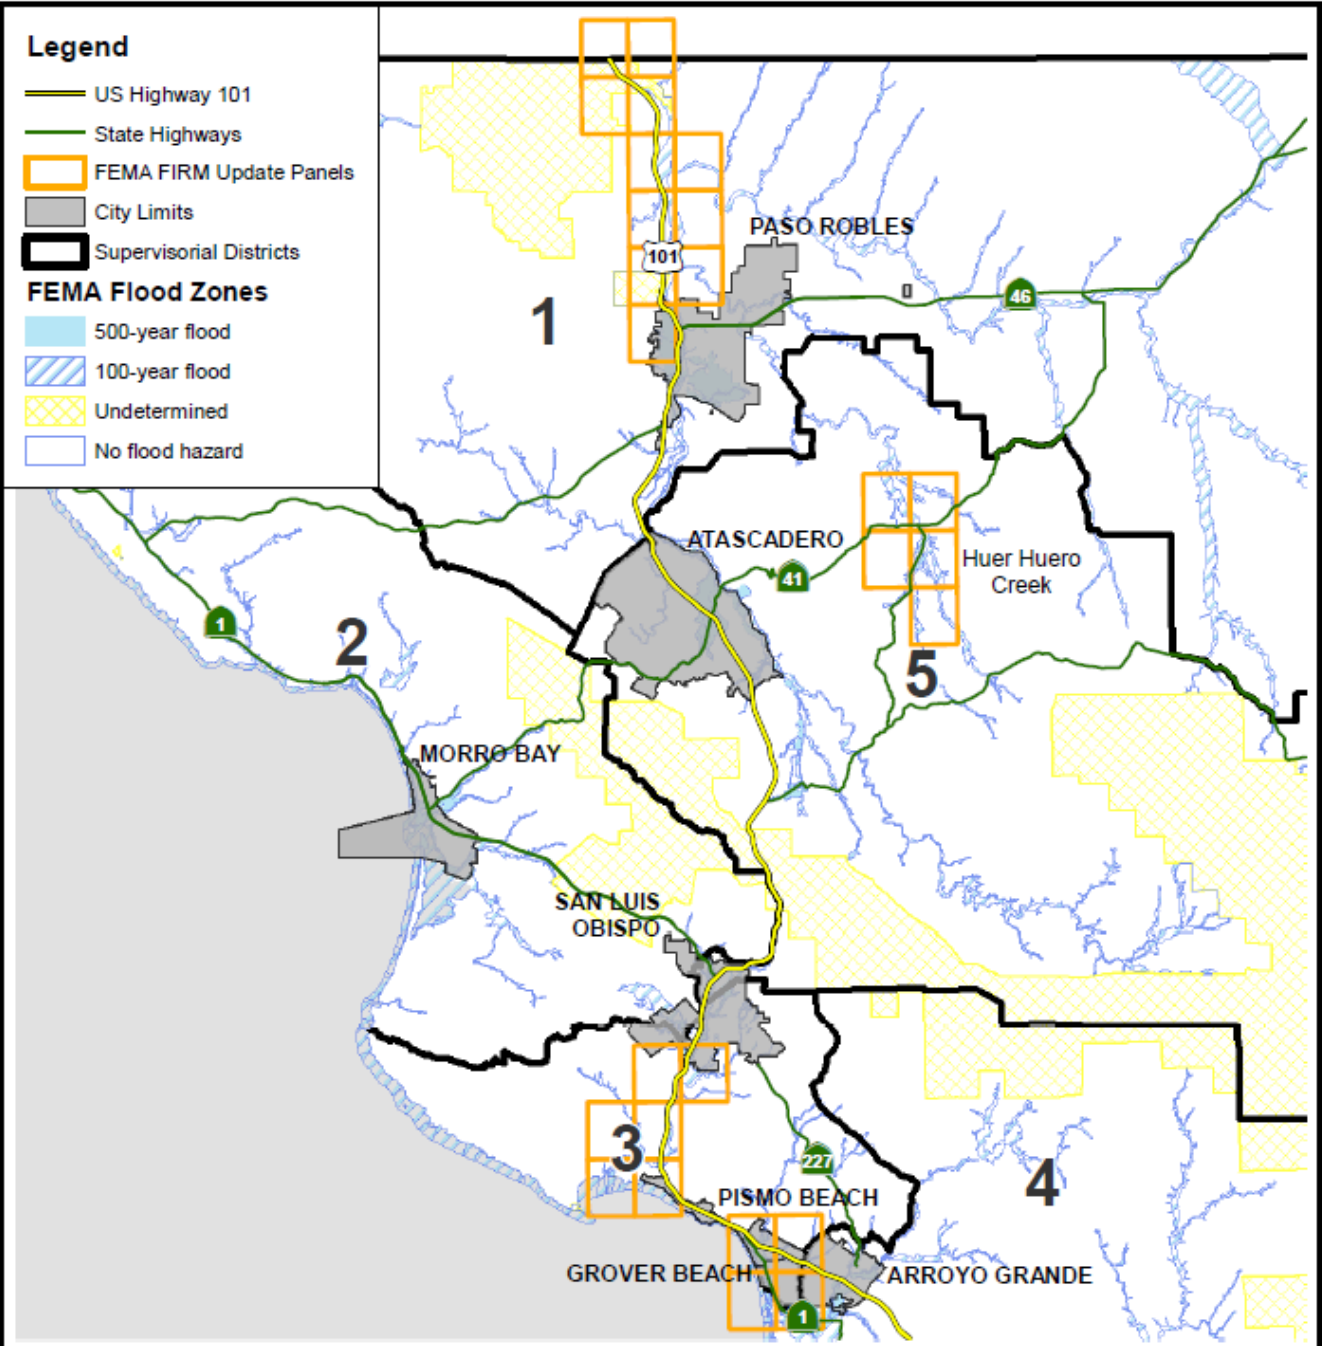 Legend
US Highway 101
State Highways
FEMA FIRM Update Panels
City Limits
Supervisorial Districts
FEMA Flood Zones
500-year flood
100-year flood
Undetermined
No flood hazard
PASO ROBLES
101
46
1
ATASCADERO
41
Huer Huero
Creek
1
2
5
MORRO BAY
SAN LUIS
OBISPO
3
227
4
PISMO BEACH
GROVER BEACH
ARROYO GRANDE
1